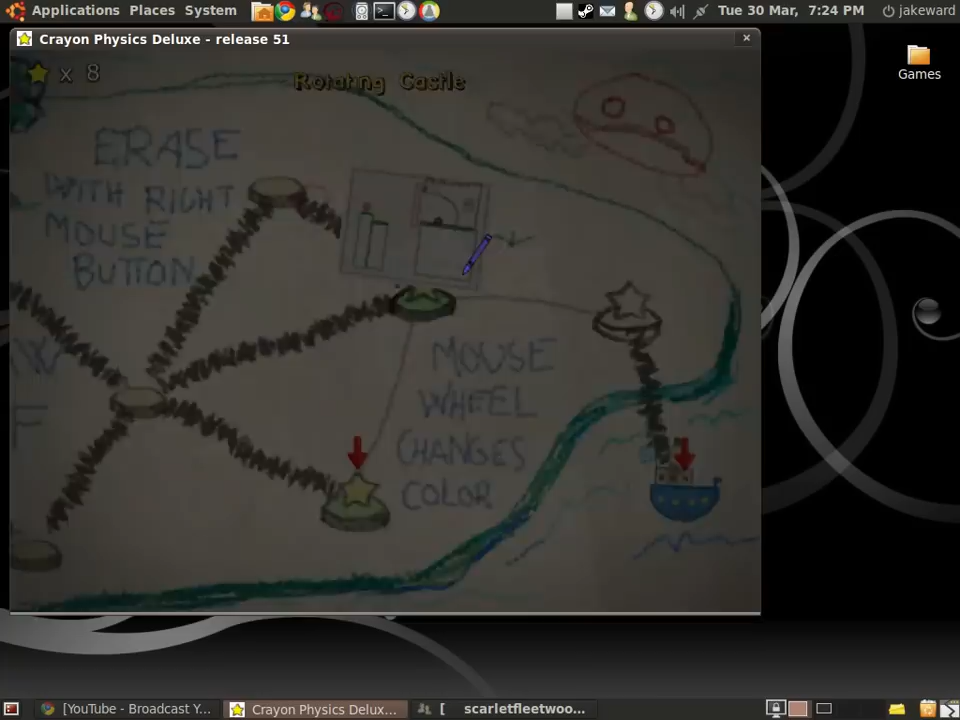 Applications Places System
Tue 30 Mar, 7:24 PM
jakeward
Crayon Physics Deluxe - release 51
Games
x 8
Rotating Castle
ERASE
WITH RIGHT
MOUSE
BUTTON
W
F
MOUSE
WHEEL
CHANGES
COLOR
[YouTube - Broadcast Y...
Crayon Physics Delux...
[ scarletfleetwoo...